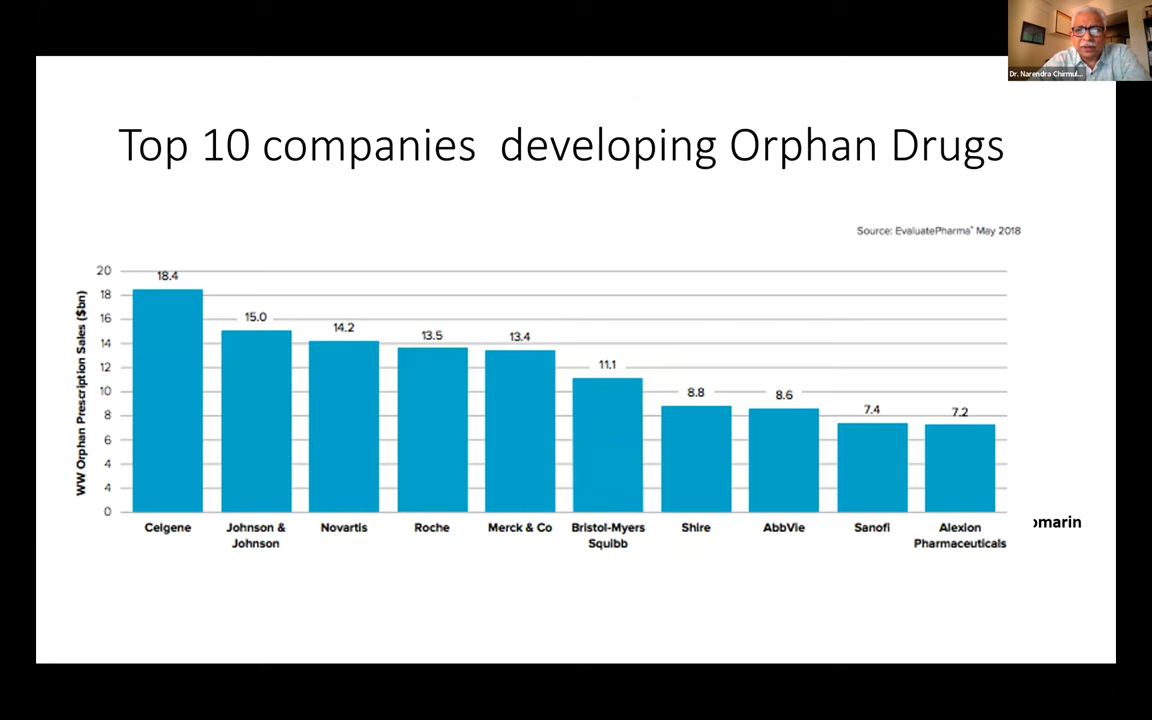 Dr. Narendra Chirmul...
Top 10 companies developing Orphan Drugs
Source: EvaluatePharma® May 2018
WW Orphan Prescription Sales ($bn)
20
18
16
14
12
10
8
6
4
4
0
18.4
15.0
14.2
13.5
13.4
11.1
8.8
8.6
7.4
7.2
Celgene
Johnson &
Johnson
Novartis
Roche
Merck & Co
Bristol-Myers
Squibb
Shire
AbbVie
Sanofi
Alexion
Pharmaceuticals
omarin